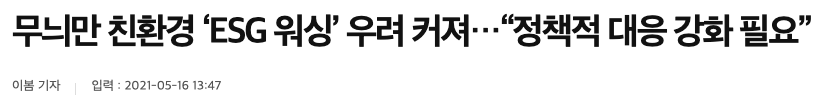 무늬만 친환경 ‘ESG 워싱’ 우려 커져…“정책적 대응 강화 필요”
이봄 기자 | 입력 : 2021-05-16 13:47